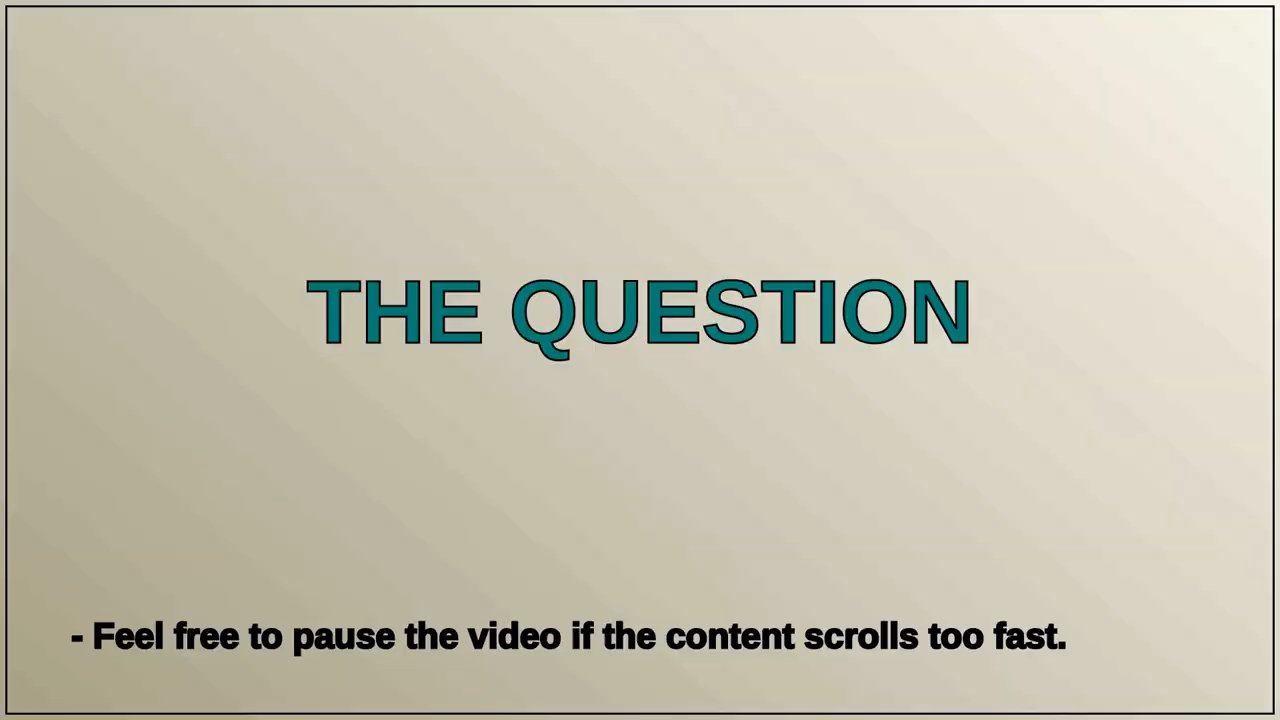 THE QUESTION
- Feel free to pause the video if the content scrolls too fast.